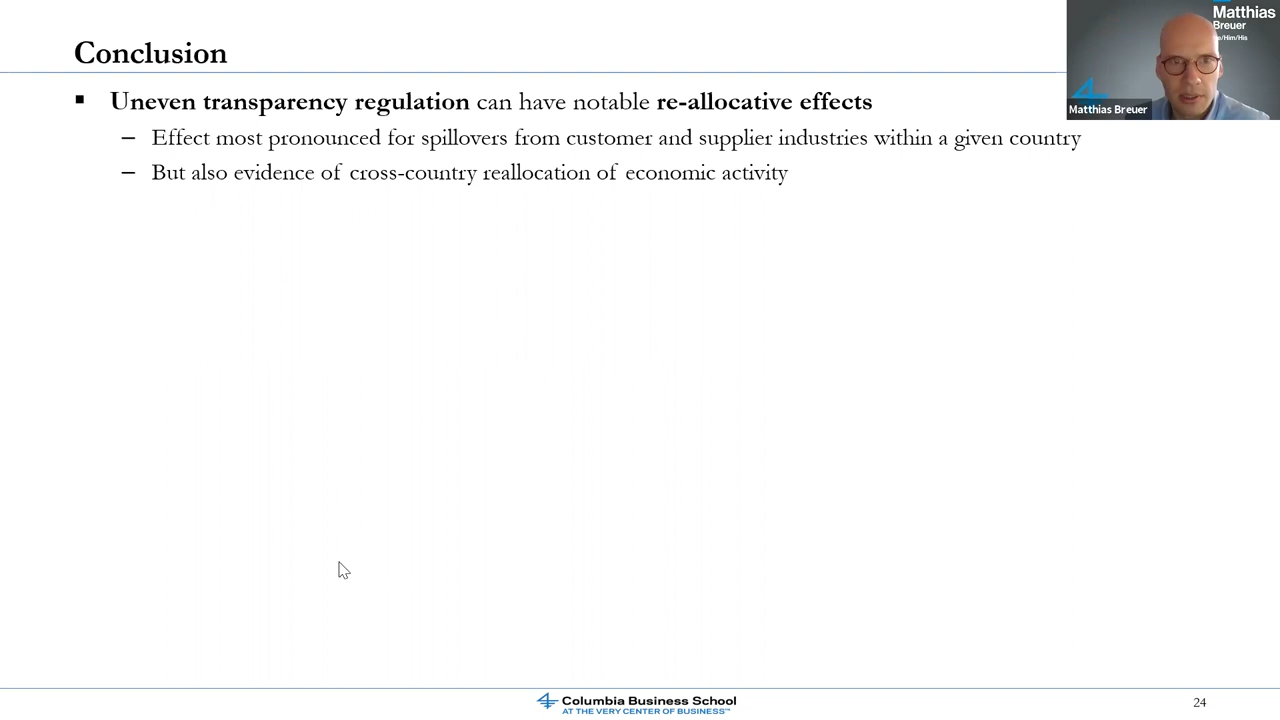 Conclusion
▪ Uneven transparency regulation can have notable re-allocative effects
– Effect most pronounced for spillovers from customer and supplier industries within a given country
– But also evidence of cross-country reallocation of economic activity
Matthias
Breuer
e/Him/His
Matthias Breuer
Columbia Business School
AT THE VERY CENTER OF BUSINESS™
24